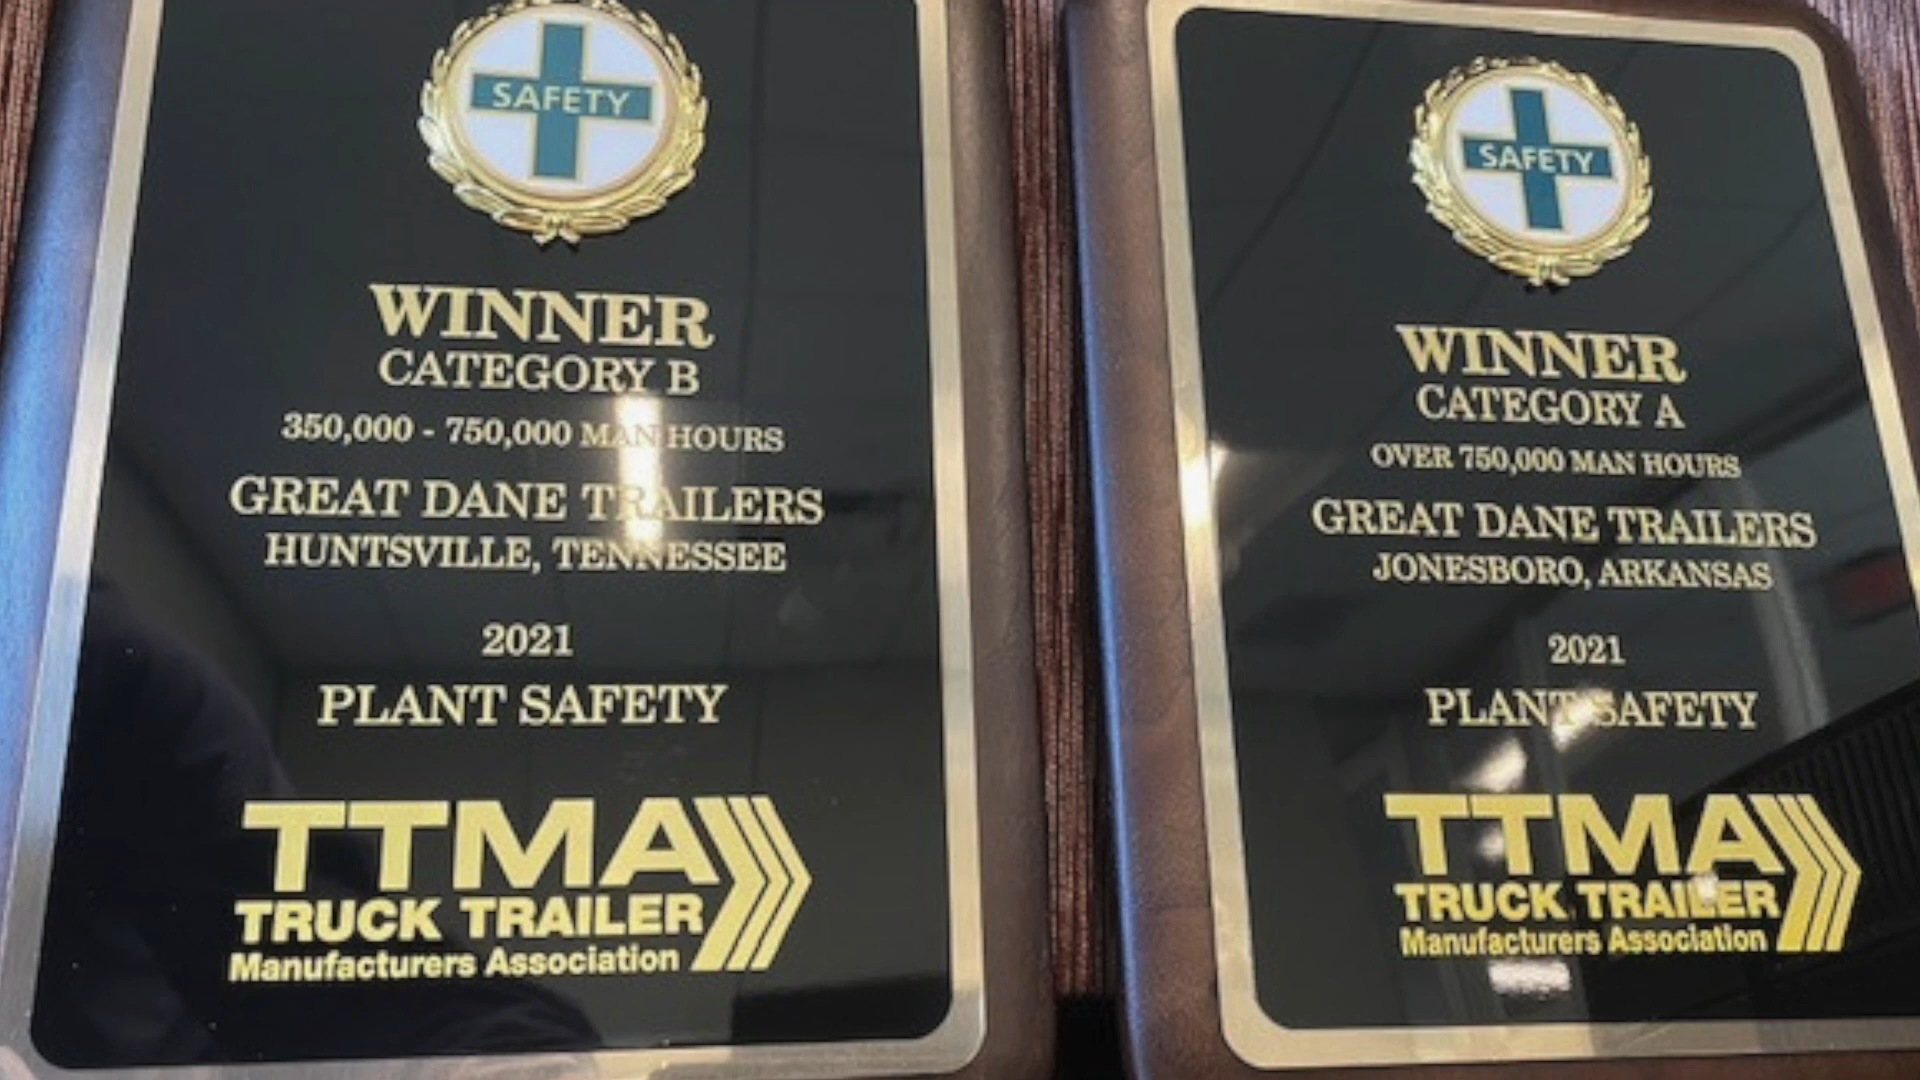 SAFETY
WINNER
CATEGORY B
350,000 - 750,000 MAN HOURS
GREAT DANE TRAILERS
HUNTSVILLE, TENNESSEE
2021
PLANT SAFETY
TTMA
TRUCK TRAILER
Manufacturers Association
SAFETY
WINNER
CATEGORY A
OVER 750,000 MAN HOURS
GREAT DANE TRAILERS
JONESBORO, ARKANSAS
2021
PLANT SAFETY
TTMA
TRUCK TRAILER
Manufacturers Association